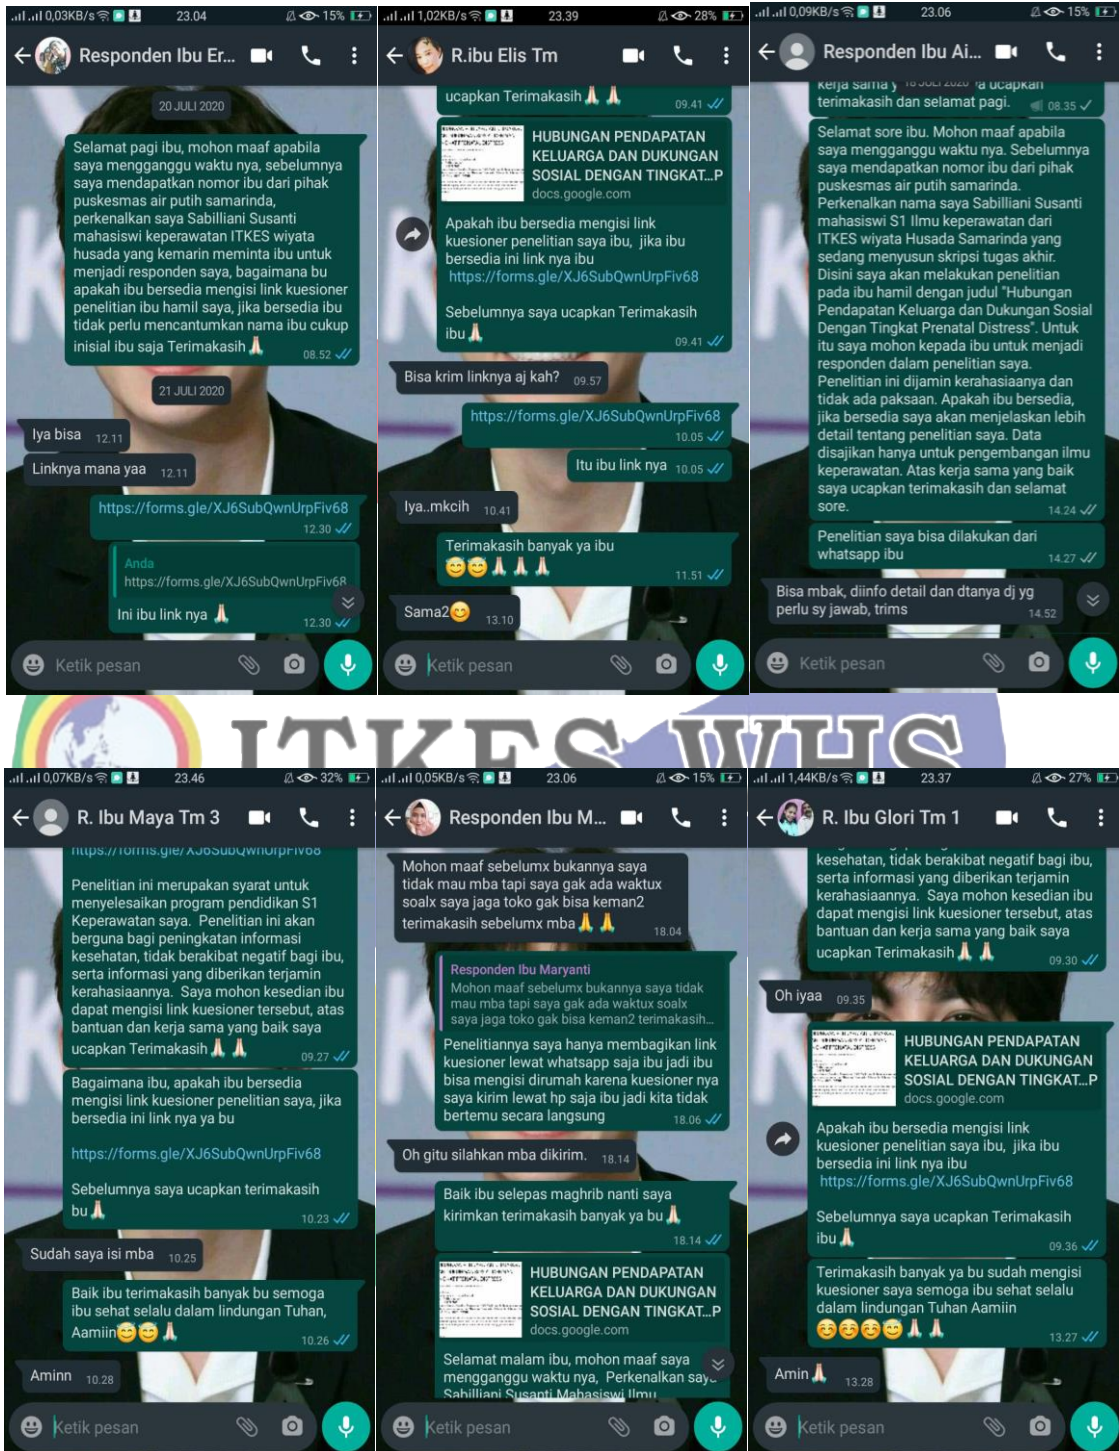 0,03KB/s 23.04 15%
Responden Ibu Er...
20 JULI 2020
Selamat pagi ibu, mohon maaf apabila
saya mengganggu waktu nya, sebelumnya
saya mendapatkan nomor ibu dari pihak
puskesmas air putih samarinda,
perkenalkan saya Sabilliani Susanti
mahasiswi keperawatan ITKES wiyata
husada yang kemarin meminta ibu untuk
menjadi responden saya, bagaimana bu
apakah ibu bersedia mengisi link kuesioner
penelitian ibu hamil saya, jika bersedia ibu
tidak perlu mencantumkan nama ibu cukup
inisial ibu saja Terimakasih 🙏🏻
08.52
21 JULI 2020
Iya bisa 12.11
Linknya mana yaa 12.11
https://forms.gle/XJ6SubQwnUrpFiv68
12.30
Anda
https://forms.gle/XJ6SubQwnUrpFiv68
Ini ibu link nya 🙏🏻
12.30
Ketik pesan
1,02KB/s 23.39 28%
R.ibu Elis Tm
ucapkan Terimakasih 🙏🏻 🙏🏻
09.41
HUBUNGAN PENDAPATAN
KELUARGA DAN DUKUNGAN
SOSIAL DENGAN TINGKAT...P
docs.google.com
Apakah ibu bersedia mengisi link
kuesioner penelitian saya ibu, jika ibu
bersedia ini link nya ibu
https://forms.gle/XJ6SubQwnUrpFiv68
Sebelumnya saya ucapkan Terimakasih
ibu 🙏🏻
09.41
Bisa krim linknya aj kah? 09.57
https://forms.gle/XJ6SubQwnUrpFiv68
10.05
Itu ibu link nya 10.05
Iya..mkcih 10.41
Terimakasih banyak ya ibu
😇😇🙏🏻🙏🏻🙏🏻 11.51
Sama2😊 13.10
Ketik pesan
0,09KB/s 23.06 15%
Responden Ibu Ai...
kerja sama y
18 JULI 2020
a ucapkan
terimakasih dan selamat pagi. 08.35
Selamat sore ibu. Mohon maaf apabila
saya mengganggu waktu nya. Sebelumnya
saya mendapatkan nomor ibu dari pihak
puskesmas air putih samarinda.
Perkenalkan nama saya Sabilliani Susanti
mahasiswi S1 Ilmu keperawatan dari
ITKES wiyata Husada Samarinda yang
sedang menyusun skripsi tugas akhir.
Disini saya akan melakukan penelitian
pada ibu hamil dengan judul "Hubungan
Pendapatan Keluarga dan Dukungan Sosial
Dengan Tingkat Prenatal Distress". Untuk
itu saya mohon kepada ibu untuk menjadi
responden dalam penelitian saya.
Penelitian ini dijamin kerahasiaanya dan
tidak ada paksaan. Apakah ibu bersedia,
jika bersedia saya akan menjelaskan lebih
detail tentang penelitian saya. Data
disajikan hanya untuk pengembangan ilmu
keperawatan. Atas kerja sama yang baik
saya ucapkan terimakasih dan selamat
sore.
14.24
Penelitian saya bisa dilakukan dari
whatsapp ibu
14.27
Bisa mbak, diinfo detail dan dtanya dj yg
perlu sy jawab, trims
14.52
Ketik pesan
ITKES WHS
0,07KB/s 23.46 32%
R. Ibu Maya Tm 3
https://forms.gle/XJ6SubQwnUrpFiv68
Penelitian ini merupakan syarat untuk
menyelesaikan program pendidikan S1
Keperawatan saya. Penelitian ini akan
berguna bagi peningkatan informasi
kesehatan, tidak berakibat negatif bagi ibu,
serta informasi yang diberikan terjamin
kerahasiaannya. Saya mohon kesedian ibu
dapat mengisi link kuesioner tersebut, atas
bantuan dan kerja sama yang baik saya
ucapkan Terimakasih 🙏🏻 🙏🏻
09.27
Bagaimana ibu, apakah ibu bersedia
mengisi link kuesioner penelitian saya, jika
bersedia ini link nya ya bu
https://forms.gle/XJ6SubQwnUrpFiv68
Sebelumnya saya ucapkan terimakasih
bu 🙏🏻
10.23
Sudah saya isi mba 10.25
Baik ibu terimakasih banyak bu semoga
ibu sehat selalu dalam lindungan Tuhan,
Aamiin😇😇🙏🏻
10.26
Aminn 10.28
Ketik pesan
0,05KB/s 23.06 15%
Responden Ibu M...
Mohon maaf sebelumx bukannya saya
tidak mau mba tapi saya gak ada waktux
soalx saya jaga toko gak bisa keman2
terimakasih sebelumx mba🙏 🙏
18.04
Responden Ibu Maryanti
Mohon maaf sebelumx bukannya saya tidak
mau mba tapi saya gak ada waktux soalx
saya jaga toko gak bisa keman2 terimakasih...
Penelitiannya saya hanya membagikan link
kuesioner lewat whatsapp saja ibu jadi ibu
bisa mengisi dirumah karena kuesioner nya
saya kirim lewat hp saja ibu jadi kita tidak
bertemu secara langsung
18.06
Oh gitu silahkan mba dikirim. 18.14
Baik ibu selepas maghrib nanti saya
kirimkan terimakasih banyak ya bu🙏🏻
18.14
HUBUNGAN PENDAPATAN
KELUARGA DAN DUKUNGAN
SOSIAL DENGAN TINGKAT...P
docs.google.com
Selamat malam ibu, mohon maaf saya
mengganggu waktu nya, Perkenalkan saya
Sabilliani Susanti Mahasiswi Ilmu
Ketik pesan
1,44KB/s 23.37 27%
R. Ibu Glori Tm 1
kesehatan, tidak berakibat negatif bagi ibu,
serta informasi yang diberikan terjamin
kerahasiaannya. Saya mohon kesedian ibu
dapat mengisi link kuesioner tersebut, atas
bantuan dan kerja sama yang baik saya
ucapkan Terimakasih 🙏🏻 🙏🏻
09.30
Oh iyaa 09.35
HUBUNGAN PENDAPATAN
KELUARGA DAN DUKUNGAN
SOSIAL DENGAN TINGKAT...P
docs.google.com
Apakah ibu bersedia mengisi link
kuesioner penelitian saya ibu, jika ibu
bersedia ini link nya ibu
https://forms.gle/XJ6SubQwnUrpFiv68
Sebelumnya saya ucapkan Terimakasih
ibu 🙏🏻
09.36
Terimakasih banyak ya bu sudah mengisi
kuesioner saya semoga ibu sehat selalu
dalam lindungan Tuhan Aamiin
😊😊😊😇🙏🏻🙏🏻
13.27
Amin 🙏🏻 13.28
Ketik pesan